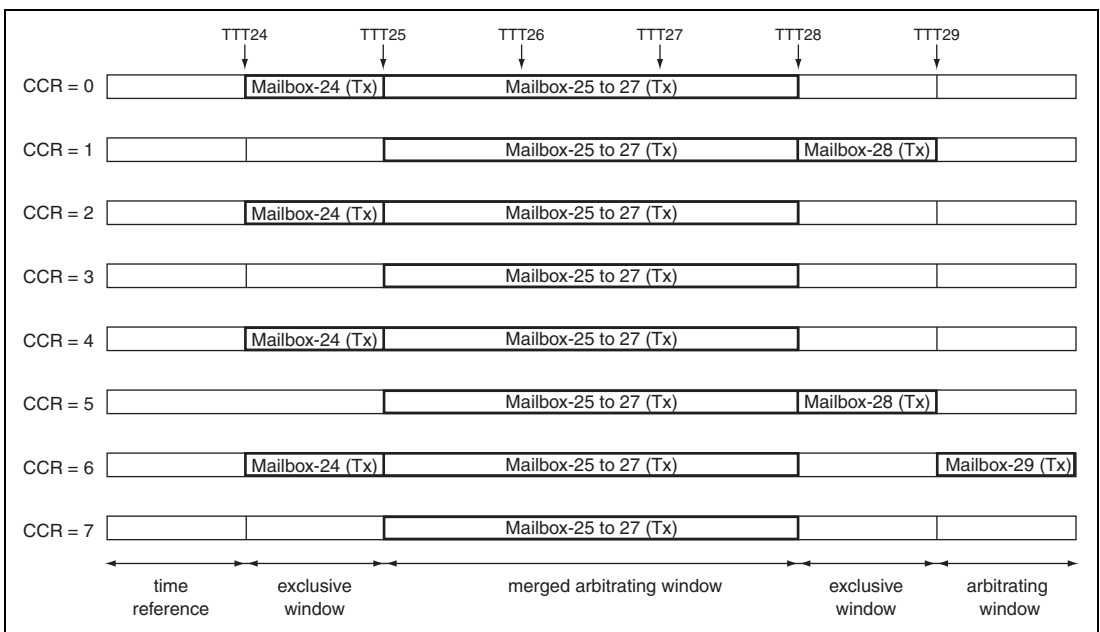 TTT24 TTT25 TTT26 TTT27 TTT28 TTT29
CCR = 0 Mailbox-24 (Tx) Mailbox-25 to 27 (Tx)
CCR = 1 Mailbox-25 to 27 (Tx) Mailbox-28 (Tx)
CCR = 2 Mailbox-24 (Tx) Mailbox-25 to 27 (Tx)
CCR = 3 Mailbox-25 to 27 (Tx)
CCR = 4 Mailbox-24 (Tx) Mailbox-25 to 27 (Tx)
CCR = 5 Mailbox-25 to 27 (Tx) Mailbox-28 (Tx)
CCR = 6 Mailbox-24 (Tx) Mailbox-25 to 27 (Tx) Mailbox-29 (Tx)
CCR = 7 Mailbox-25 to 27 (Tx)
time exclusive merged arbitrating window exclusive arbitrating
reference window window window